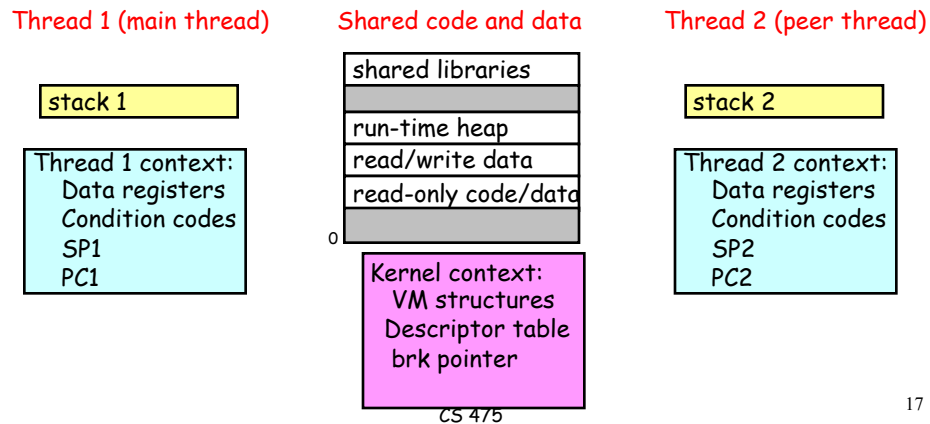 Thread 1 (main thread)
Shared code and data
Thread 2 (peer thread)
stack 1
Thread 1 context:
Data registers
Condition codes
SP1
PC1
shared libraries
run-time heap
read/write data
read-only code/data
0
Kernel context:
VM structures
Descriptor table
brk pointer
stack 2
Thread 2 context:
Data registers
Condition codes
SP2
PC2
CS 475
17